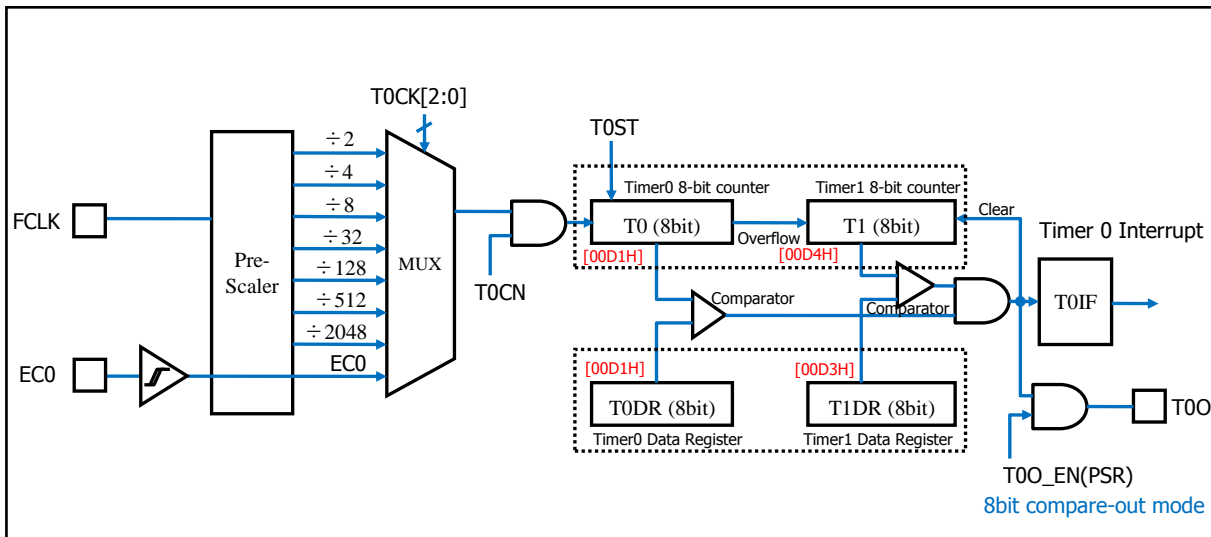 T0CK[2:0]
FCLK
EC0
Pre-
Scaler
÷2
÷4
÷8
÷32
÷128
÷512
÷2048
EC0
MUX
T0CN
T0ST
Timer0 8-bit counter
Timer1 8-bit counter
T0 (8bit)
Overflow
T1 (8bit)
Clear
[00D1H]
[00D4H]
Timer 0 Interrupt
Comparator
Comparator
T0IF
[00D1H]
[00D3H]
T0DR (8bit)
T1DR (8bit)
Timer0 Data Register
Timer1 Data Register
T0O
T0O_EN(PSR)
8bit compare-out mode